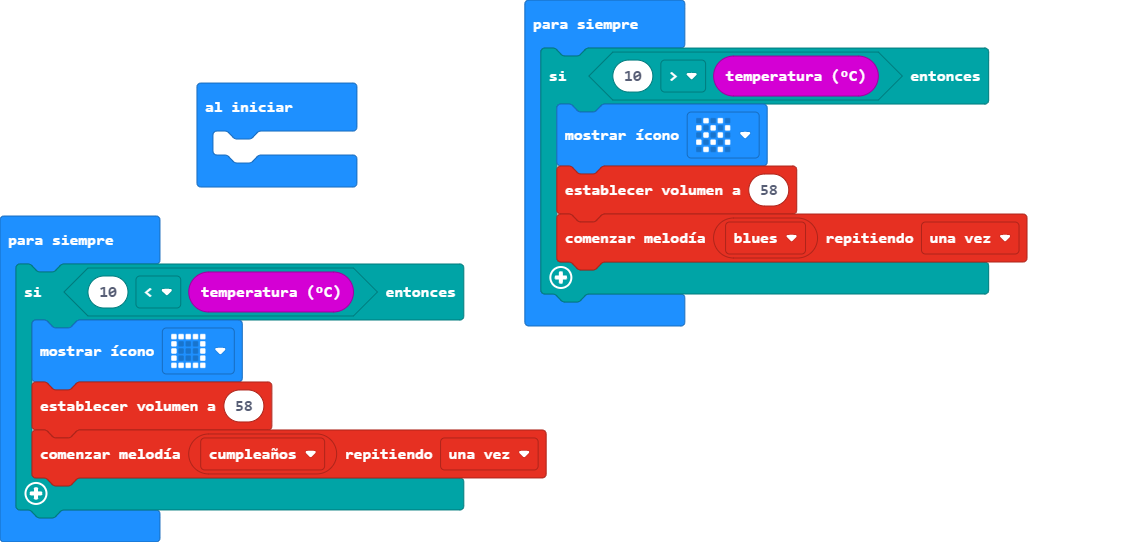 al iniciar
para siempre
si 10 < temperatura (ºC) entonces
mostrar ícono
establecer volumen a 58
comenzar melodía cumpleaños repitiendo una vez
para siempre
si 10 > temperatura (ºC) entonces
mostrar ícono
establecer volumen a 58
comenzar melodía blues repitiendo una vez